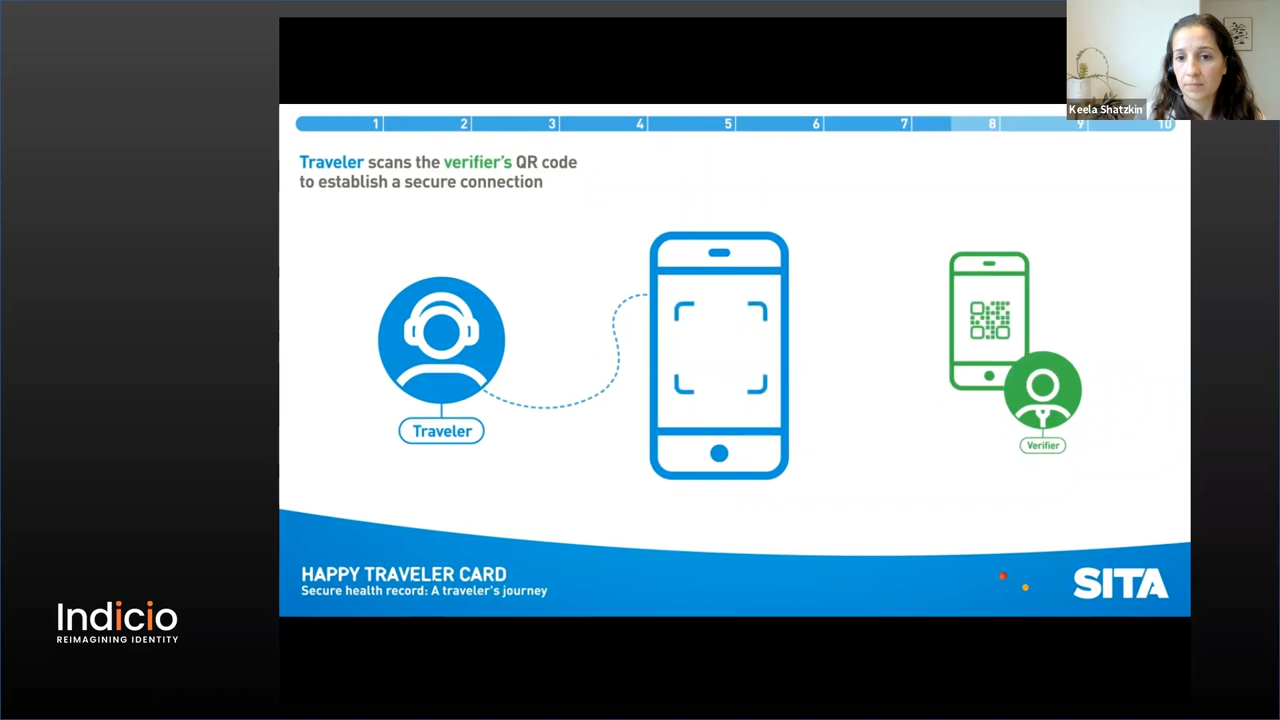 Keela Shatzkin
1 2 3 4 5 6 7 8 9 10
Traveler scans the verifier's QR code
to establish a secure connection
Traveler
Verifier
HAPPY TRAVELER CARD
Secure health record: A traveler's journey
SITA
Indicio
REIMAGINING IDENTITY